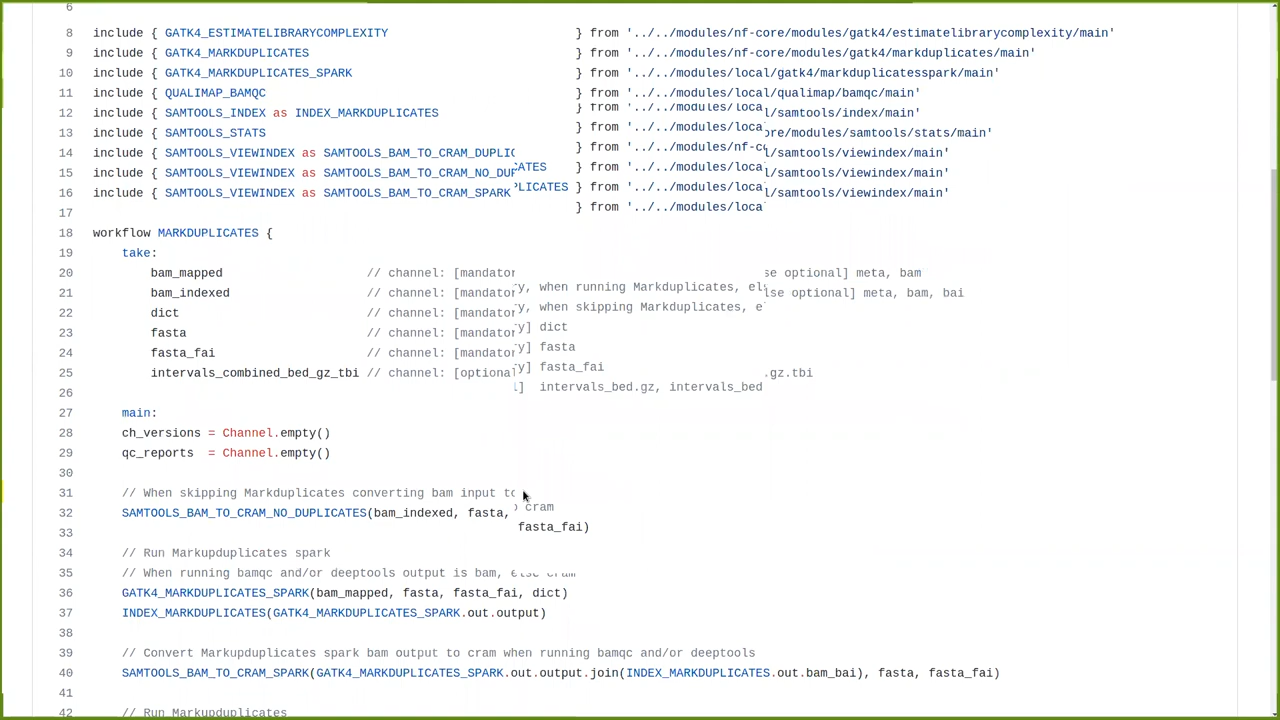 6
8 include { GATK4_ESTIMATELIBRARYCOMPLEXITY } from '../../modules/nf-core/modules/gatk4/estimatelibrarycomplexity/main'
9 include { GATK4_MARKDUPLICATES } from '../../modules/nf-core/modules/gatk4/markduplicates/main'
10 include { GATK4_MARKDUPLICATES_SPARK } from '../../modules/local/gatk4/markduplicatesspark/main'
11 include { QUALIMAP_BAMQC } from '../../modules/local/qualimap/bamqc/main'
12 include { SAMTOOLS_INDEX as INDEX_MARKDUPLICATES } from '../../modules/local/samtools/index/main'
13 include { SAMTOOLS_STATS } from '../../modules/nf-core/modules/samtools/stats/main'
14 include { SAMTOOLS_VIEWINDEX as SAMTOOLS_BAM_TO_CRAM_DUPLICATES } from '../../modules/local/samtools/viewindex/main'
15 include { SAMTOOLS_VIEWINDEX as SAMTOOLS_BAM_TO_CRAM_NO_DUPLICATES } from '../../modules/local/samtools/viewindex/main'
16 include { SAMTOOLS_VIEWINDEX as SAMTOOLS_BAM_TO_CRAM_SPARK } from '../../modules/local/samtools/viewindex/main'
17
18 workflow MARKDUPLICATES {
19 take:
20 bam_mapped // channel: [mandatory, when running Markduplicates, else optional] meta, bam
21 bam_indexed // channel: [mandatory, when skipping Markduplicates, else optional] meta, bam, bai
22 dict // channel: [mandatory] dict
23 fasta // channel: [mandatory] fasta
24 fasta_fai // channel: [mandatory] fasta_fai
25 intervals_combined_bed_gz_tbi // channel: [optional] intervals_bed.gz, intervals_bed.gz.tbi
26
27 main:
28 ch_versions = Channel.empty()
29 qc_reports = Channel.empty()
30
31 // When skipping Markduplicates converting bam input to cram
32 SAMTOOLS_BAM_TO_CRAM_NO_DUPLICATES(bam_indexed, fasta, fasta_fai)
33
34 // Run Markupduplicates spark
35 // When running bamqc and/or deeptools output is bam, else cram
36 GATK4_MARKDUPLICATES_SPARK(bam_mapped, fasta, fasta_fai, dict)
37 INDEX_MARKDUPLICATES(GATK4_MARKDUPLICATES_SPARK.out.output)
38
39 // Convert Markupduplicates spark bam output to cram when running bamqc and/or deeptools
40 SAMTOOLS_BAM_TO_CRAM_SPARK(GATK4_MARKDUPLICATES_SPARK.out.output.join(INDEX_MARKDUPLICATES.out.bam_bai), fasta, fasta_fai)
41
42 // Run Markupduplicates